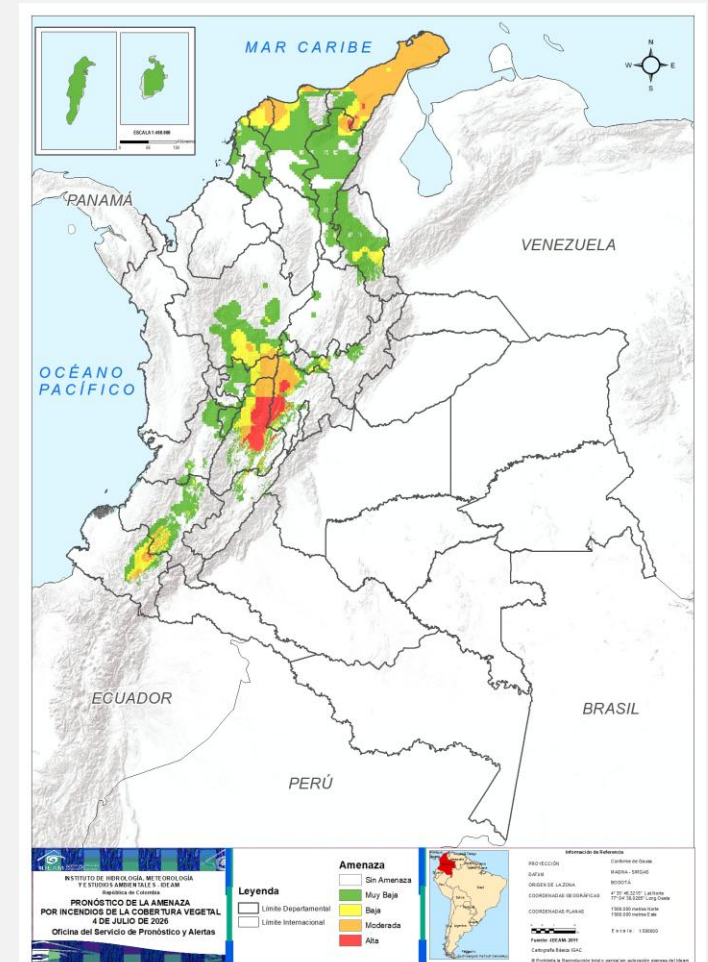 MAR CARIBE
N
W
E
S
PANAMÁ
VENEZUELA
OCÉANO
PACÍFICO
ECUADOR
BRASIL
PERÚ
INSTITUTO DE HIDROLOGÍA, METEOROLOGÍA
Y ESTUDIOS AMBIENTALES - IDEAM
República de Colombia
PRONÓSTICO DE LA AMENAZA
POR INCENDIOS DE LA COBERTURA VEGETAL
4 DE JULIO DE 2026
Oficina del Servicio de Pronóstico y Alertas
Leyenda
Límite Departamental
Límite Internacional
Amenaza
Sin Amenaza
Muy Baja
Baja
Moderada
Alta
Información de Referencia
PROYECCIÓN
DATUM
MAGNA - SIRGAS
ORIGEN DE LA ZONA
BOGOTÁ
COORDENADAS GEOGRÁFICAS
COORDENADAS PLANAS
Cartografía Básica: IGAC